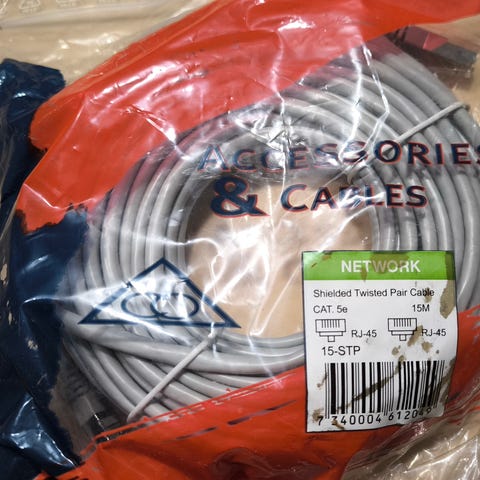 ACCESSORIES
& CABLES
NETWORK
Shielded Twisted Pair Cable
CAT. 5e 15M
RJ-45 RJ-45
15-STP